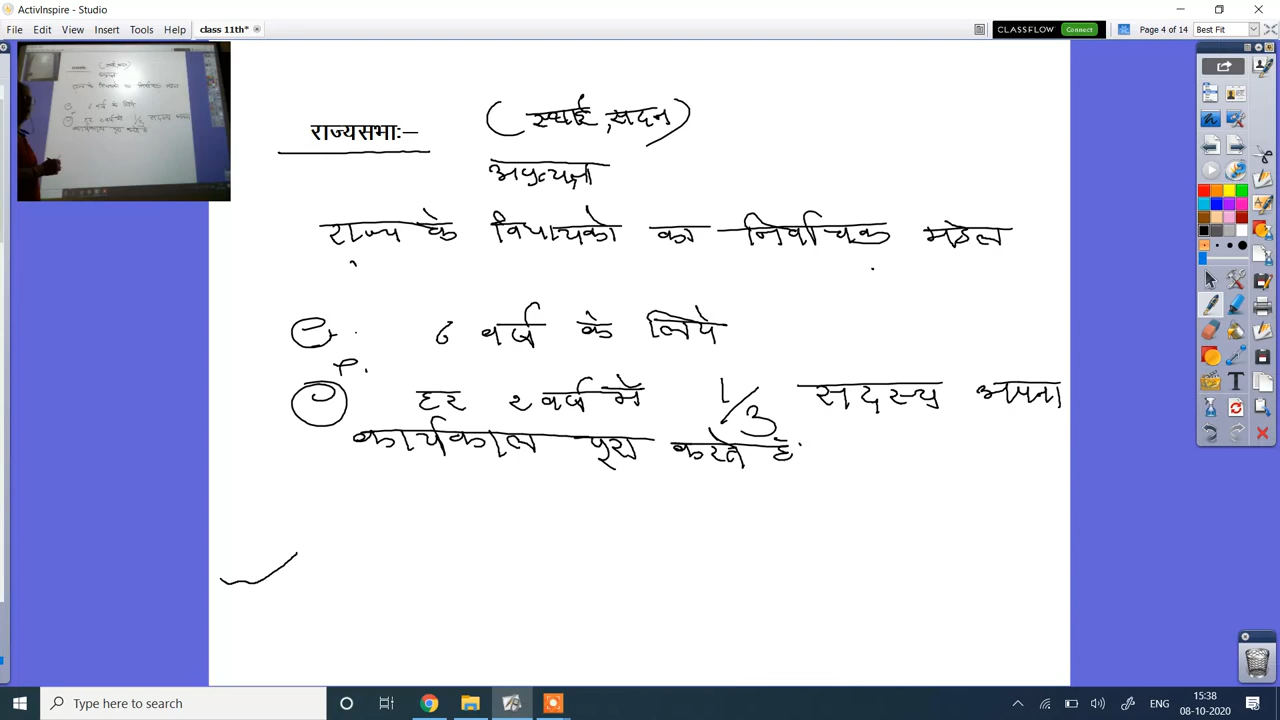 ActivInspire - Studio
File Edit View Insert Tools Help class 11th* CLASSFLOW Connect Page 4 of 14 Best Fit
(स्थाई, सदन)
राज्यसभा:-
अप्रत्यक्ष
राज्य के विधायको का निर्वाचक मंडल
6 वर्ष के लिये
हर 2 वर्ष में 1/3 सदस्य अपना
कार्यकाल पूरा करते है.
Type here to search
ENG
15:38
08-10-2020